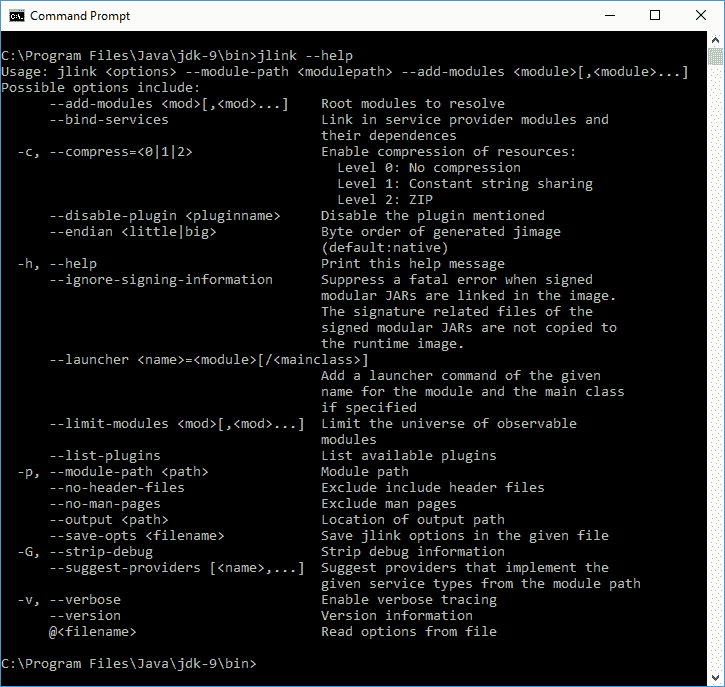 Command Prompt
C:\Program Files\Java\jdk-9\bin>jlink --help
Usage: jlink <options> --module-path <modulepath> --add-modules <module>[,<module>...]
Possible options include:
      --add-modules <mod>[,<mod>...]    Root modules to resolve
      --bind-services                   Link in service provider modules and
                                        their dependences
  -c, --compress=<0|1|2>                Enable compression of resources:
                                          Level 0: No compression
                                          Level 1: Constant string sharing
                                          Level 2: ZIP
      --disable-plugin <pluginname>     Disable the plugin mentioned
      --endian <little|big>             Byte order of generated jimage
                                        (default:native)
  -h, --help                            Print this help message
      --ignore-signing-information      Suppress a fatal error when signed
                                        modular JARs are linked in the image.
                                        The signature related files of the
                                        signed modular JARs are not copied to
                                        the runtime image.
      --launcher <name>=<module>[/<mainclass>]
                                        Add a launcher command of the given
                                        name for the module and the main class
                                        if specified
      --limit-modules <mod>[,<mod>...]  Limit the universe of observable
                                        modules
      --list-plugins                    List available plugins
  -p, --module-path <path>              Module path
      --no-header-files                 Exclude include header files
      --no-man-pages                    Exclude man pages
      --output <path>                   Location of output path
      --save-opts <filename>            Save jlink options in the given file
  -G, --strip-debug                     Strip debug information
      --suggest-providers [<name>,...]  Suggest providers that implement the
                                        given service types from the module path
  -v, --verbose                         Enable verbose tracing
      --version                         Version information
      @<filename>                       Read options from file
C:\Program Files\Java\jdk-9\bin>